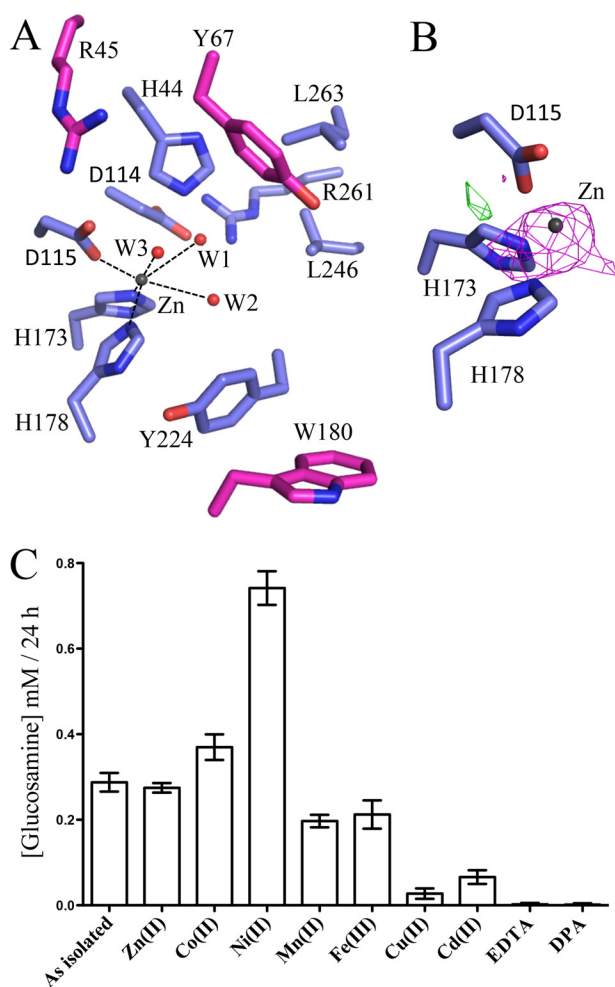 A
R45
Y67
H44
L263
D114
R261
D115
W3
W1
L246
W2
Zn
H173
H178
Y224
W180
B
D115
Zn
H173
H178
C
[Glucosamine] mM / 24 h
0.8
0.6
0.4
0.2
0.0
As isolated
Zn(II)
Co(II)
Ni(II)
Mn(II)
Fe(III)
Cu(II)
Cd(II)
EDTA
DPA